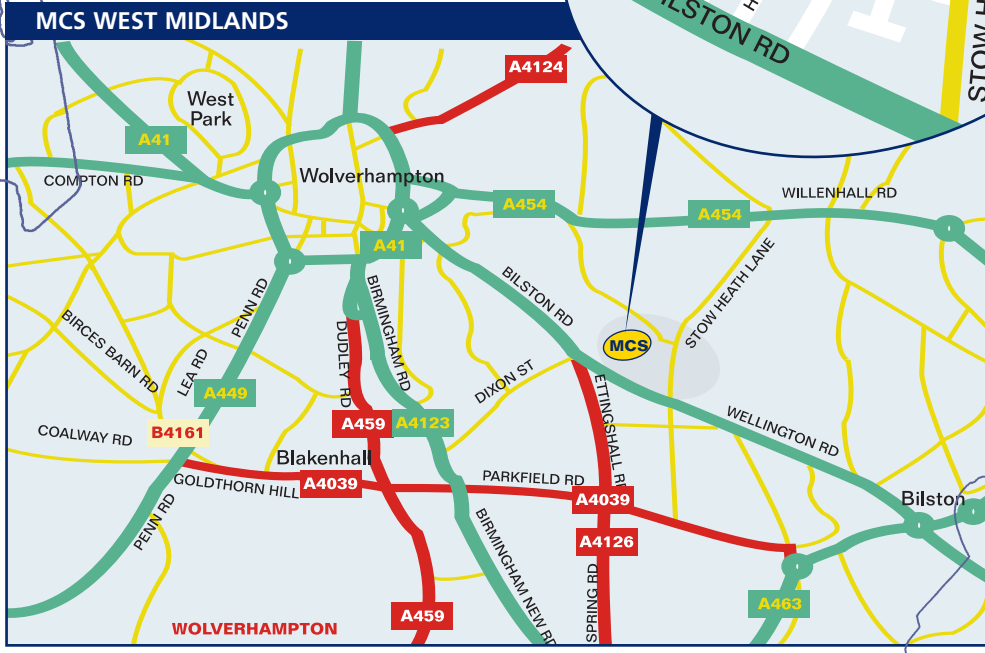 MCS WEST MIDLANDS
BILSTON RD
STOW H
H
A4124
West
Park
A41
COMPTON RD
Wolverhampton
A454
A454
WILLENHALL RD
A41
BILSTON RD
STOW HEATH LANE
PENN RD
BIRMINGHAM RD
MCS
BIRCES BARN RD
LEA RD
DUDLEY RD
DIXON ST
A449
ETTINGSHALL RD
A459
A4123
WELLINGTON RD
B4161
COALWAY RD
Blakenhall
GOLDTHORN HILL
A4039
PARKFIELD RD
A4039
Bilston
PENN RD
BIRMINGHAM NEW RD
A4126
SPRING RD
A463
A459
WOLVERHAMPTON